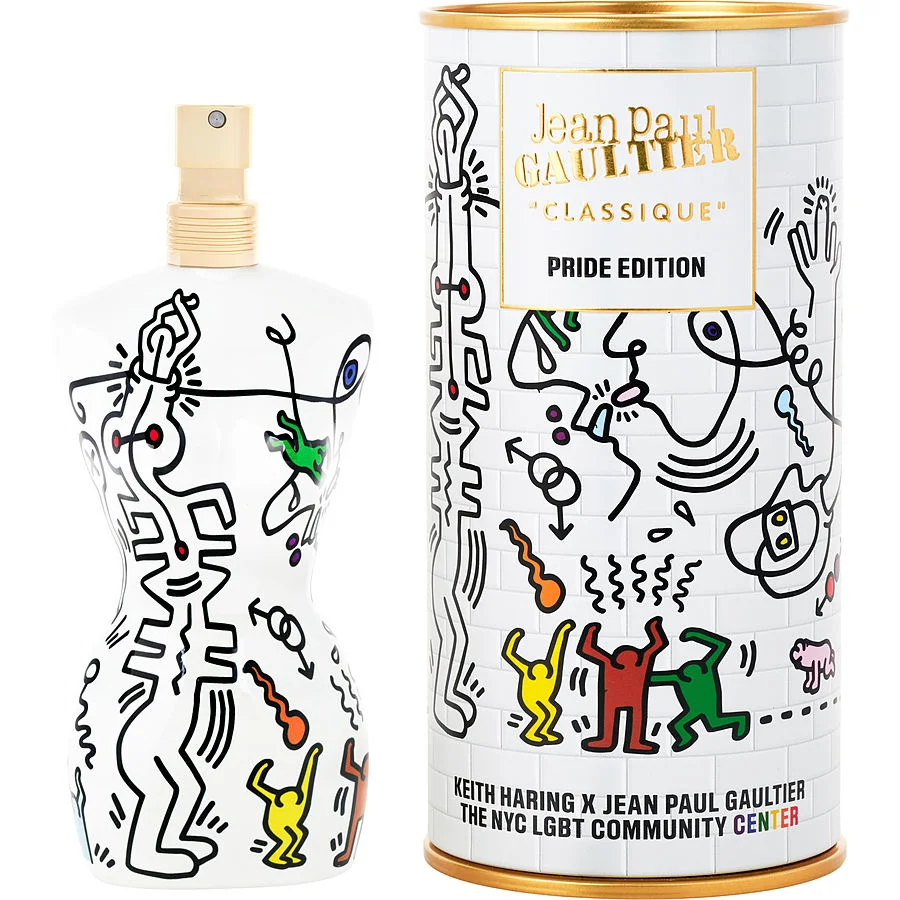 Jean Paul
GAULTIER
"CLASSIQUE"
PRIDE EDITION
KEITH HARING X JEAN PAUL GAULTIER
THE NYC LGBT COMMUNITY CENTER